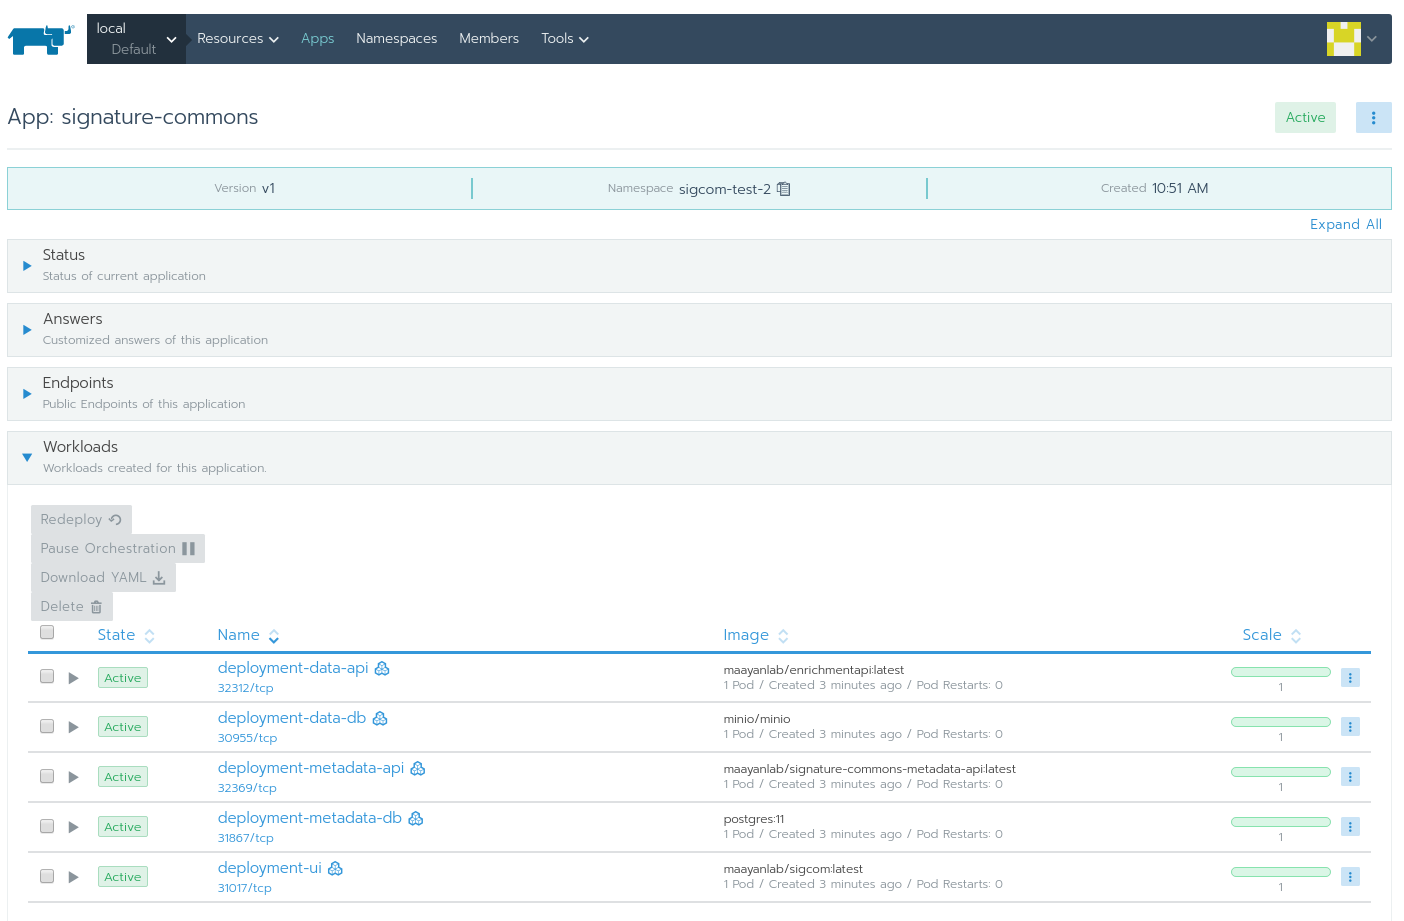 local
Default
Resources
Apps
Namespaces
Members
Tools
App: signature-commons
Active
Version v1
Namespace sigcom-test-2
Created 10:51 AM
Expand All
Status
Status of current application
Answers
Customized answers of this application
Endpoints
Public Endpoints of this application
Workloads
Workloads created for this application.
Redeploy
Pause Orchestration
Download YAML
Delete
State Name Image Scale
Active
deployment-data-api
32312/tcp
maayanlab/enrichmentapi:latest
1 Pod / Created 3 minutes ago / Pod Restarts: 0
1
Active
deployment-data-db
30955/tcp
minio/minio
1 Pod / Created 3 minutes ago / Pod Restarts: 0
1
Active
deployment-metadata-api
32369/tcp
maayanlab/signature-commons-metadata-api:latest
1 Pod / Created 3 minutes ago / Pod Restarts: 0
1
Active
deployment-metadata-db
31867/tcp
postgres:11
1 Pod / Created 3 minutes ago / Pod Restarts: 0
1
Active
deployment-ui
31017/tcp
maayanlab/sigcom:latest
1 Pod / Created 3 minutes ago / Pod Restarts: 0
1